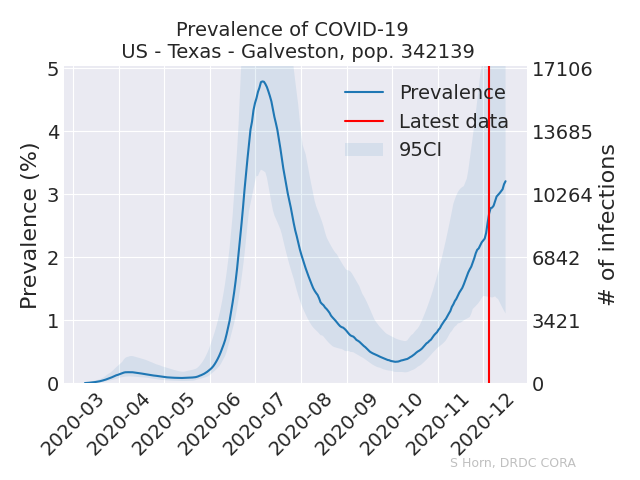 Prevalence of COVID-19
US - Texas - Galveston, pop. 342139
Prevalence (%)
5
4
3
2
1
0
17106
13685
10264
6842
3421
0
# of infections
Prevalence
Latest data
95CI
2020-03
2020-04
2020-05
2020-06
2020-07
2020-08
2020-09
2020-10
2020-11
2020-12
S Horn, DRDC CORA